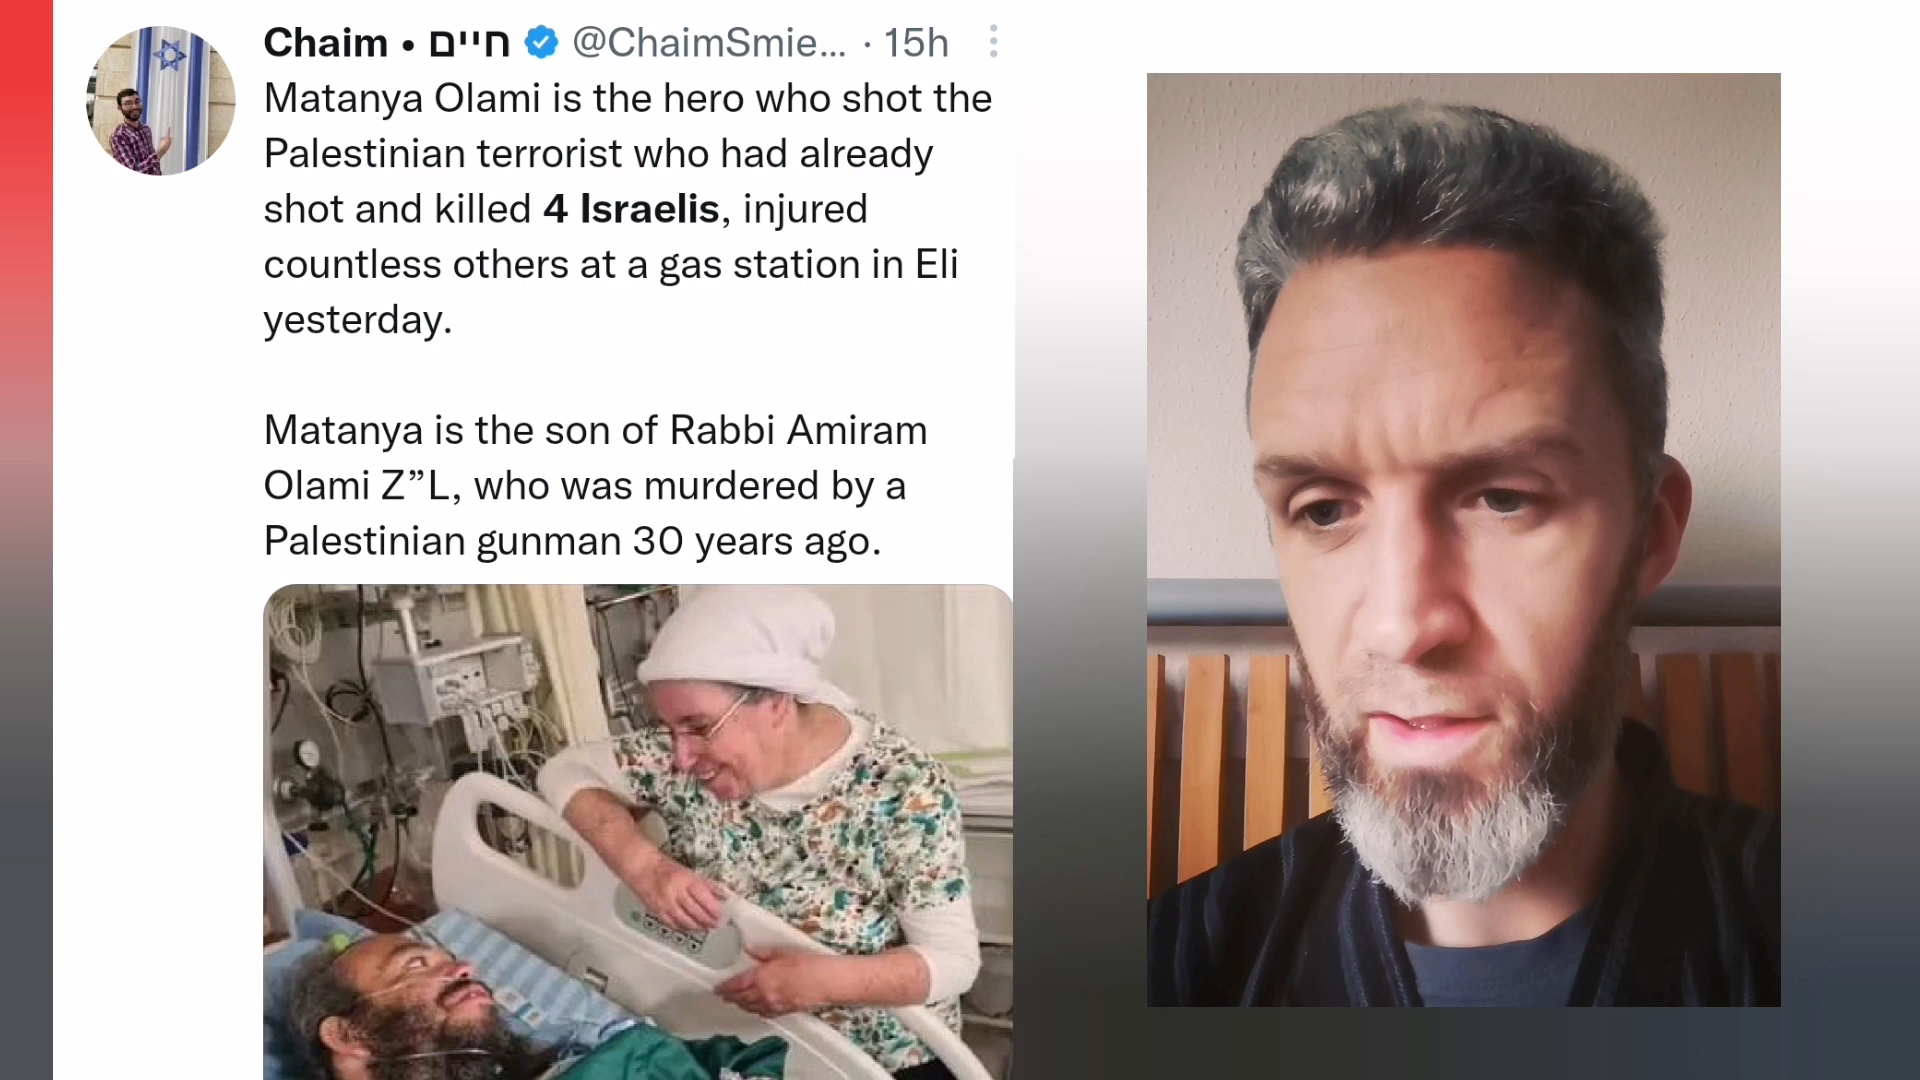 Chaim • חיים @ChaimSmie... · 15h
Matanya Olami is the hero who shot the
Palestinian terrorist who had already
shot and killed 4 Israelis, injured
countless others at a gas station in Eli
yesterday.
Matanya is the son of Rabbi Amiram
Olami Z”L, who was murdered by a
Palestinian gunman 30 years ago.